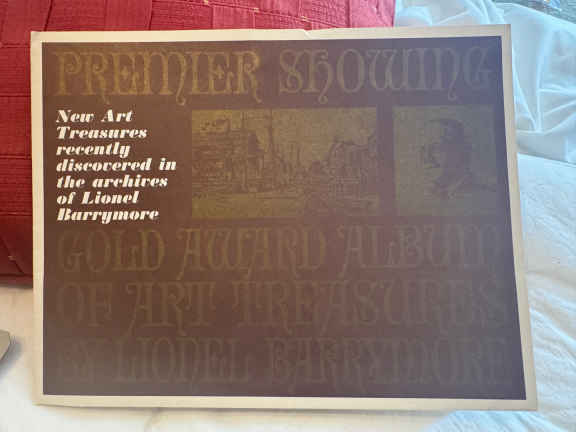 PREMIER SHOWING
New Art
Treasures
recently
discovered in
the archives
of Lionel
Barrymore
GOLD AWARD ALBUM
OF ART TREASURES
BY LIONEL BARRYMORE